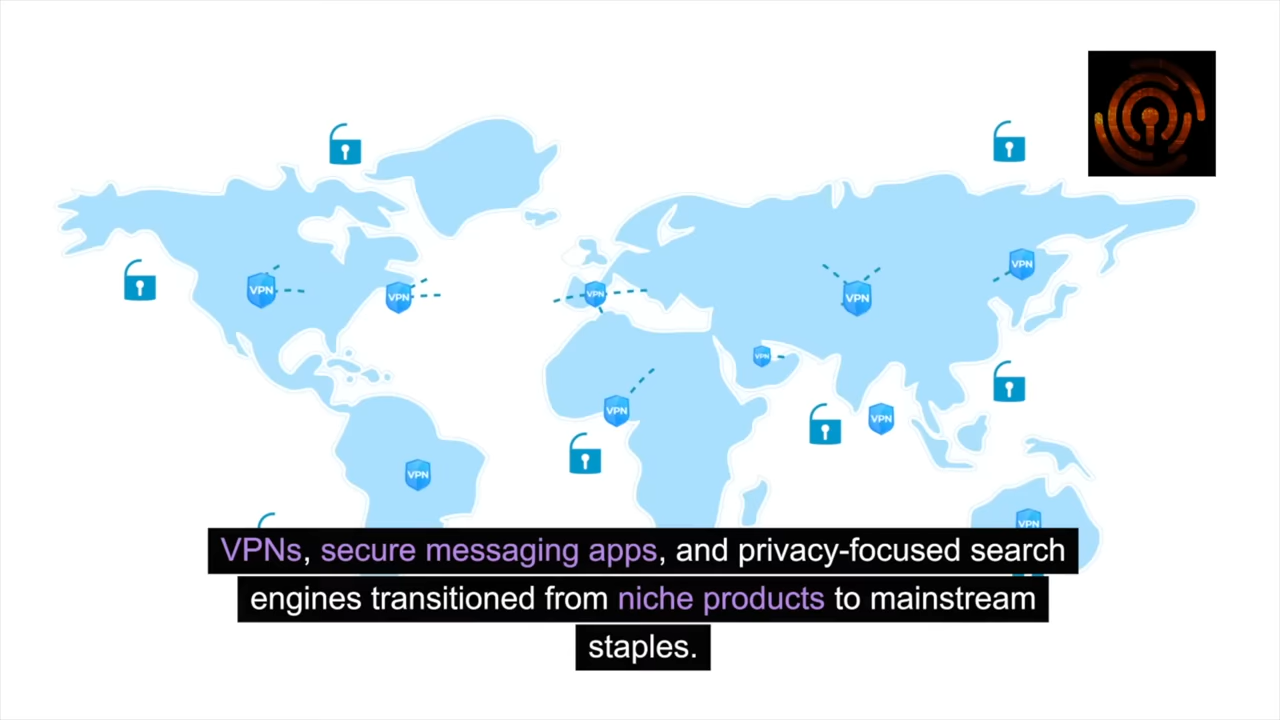 VPN
VPN
VPN
VPN
VPN
VPN
VPN
VPN
VPN
VPN
VPNs, secure messaging apps, and privacy-focused search
engines transitioned from niche products to mainstream
staples.